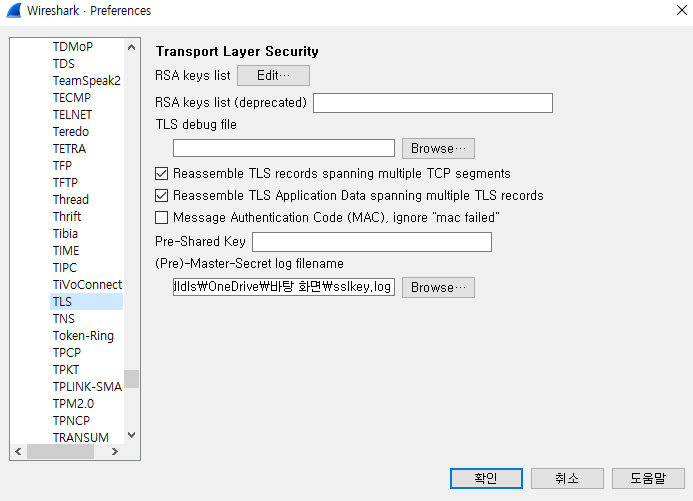 Wireshark · Preferences
TDMoP
TDS
TeamSpeak2
TECMP
TELNET
Teredo
TETRA
TFP
TFTP
Thread
Thrift
Tibia
TIME
TIPC
TiVoConnect
TLS
TNS
Token-Ring
TPCP
TPKT
TPLINK-SMA
TPM2.0
TPNCP
TRANSUM
Transport Layer Security
RSA keys list Edit…
RSA keys list (deprecated)
TLS debug file
Browse…
Reassemble TLS records spanning multiple TCP segments
Reassemble TLS Application Data spanning multiple TLS records
Message Authentication Code (MAC), ignore "mac failed"
Pre-Shared Key
(Pre)-Master-Secret log filename
ldls₩OneDrive₩바탕 화면₩sslkey.log Browse…
확인 취소 도움말